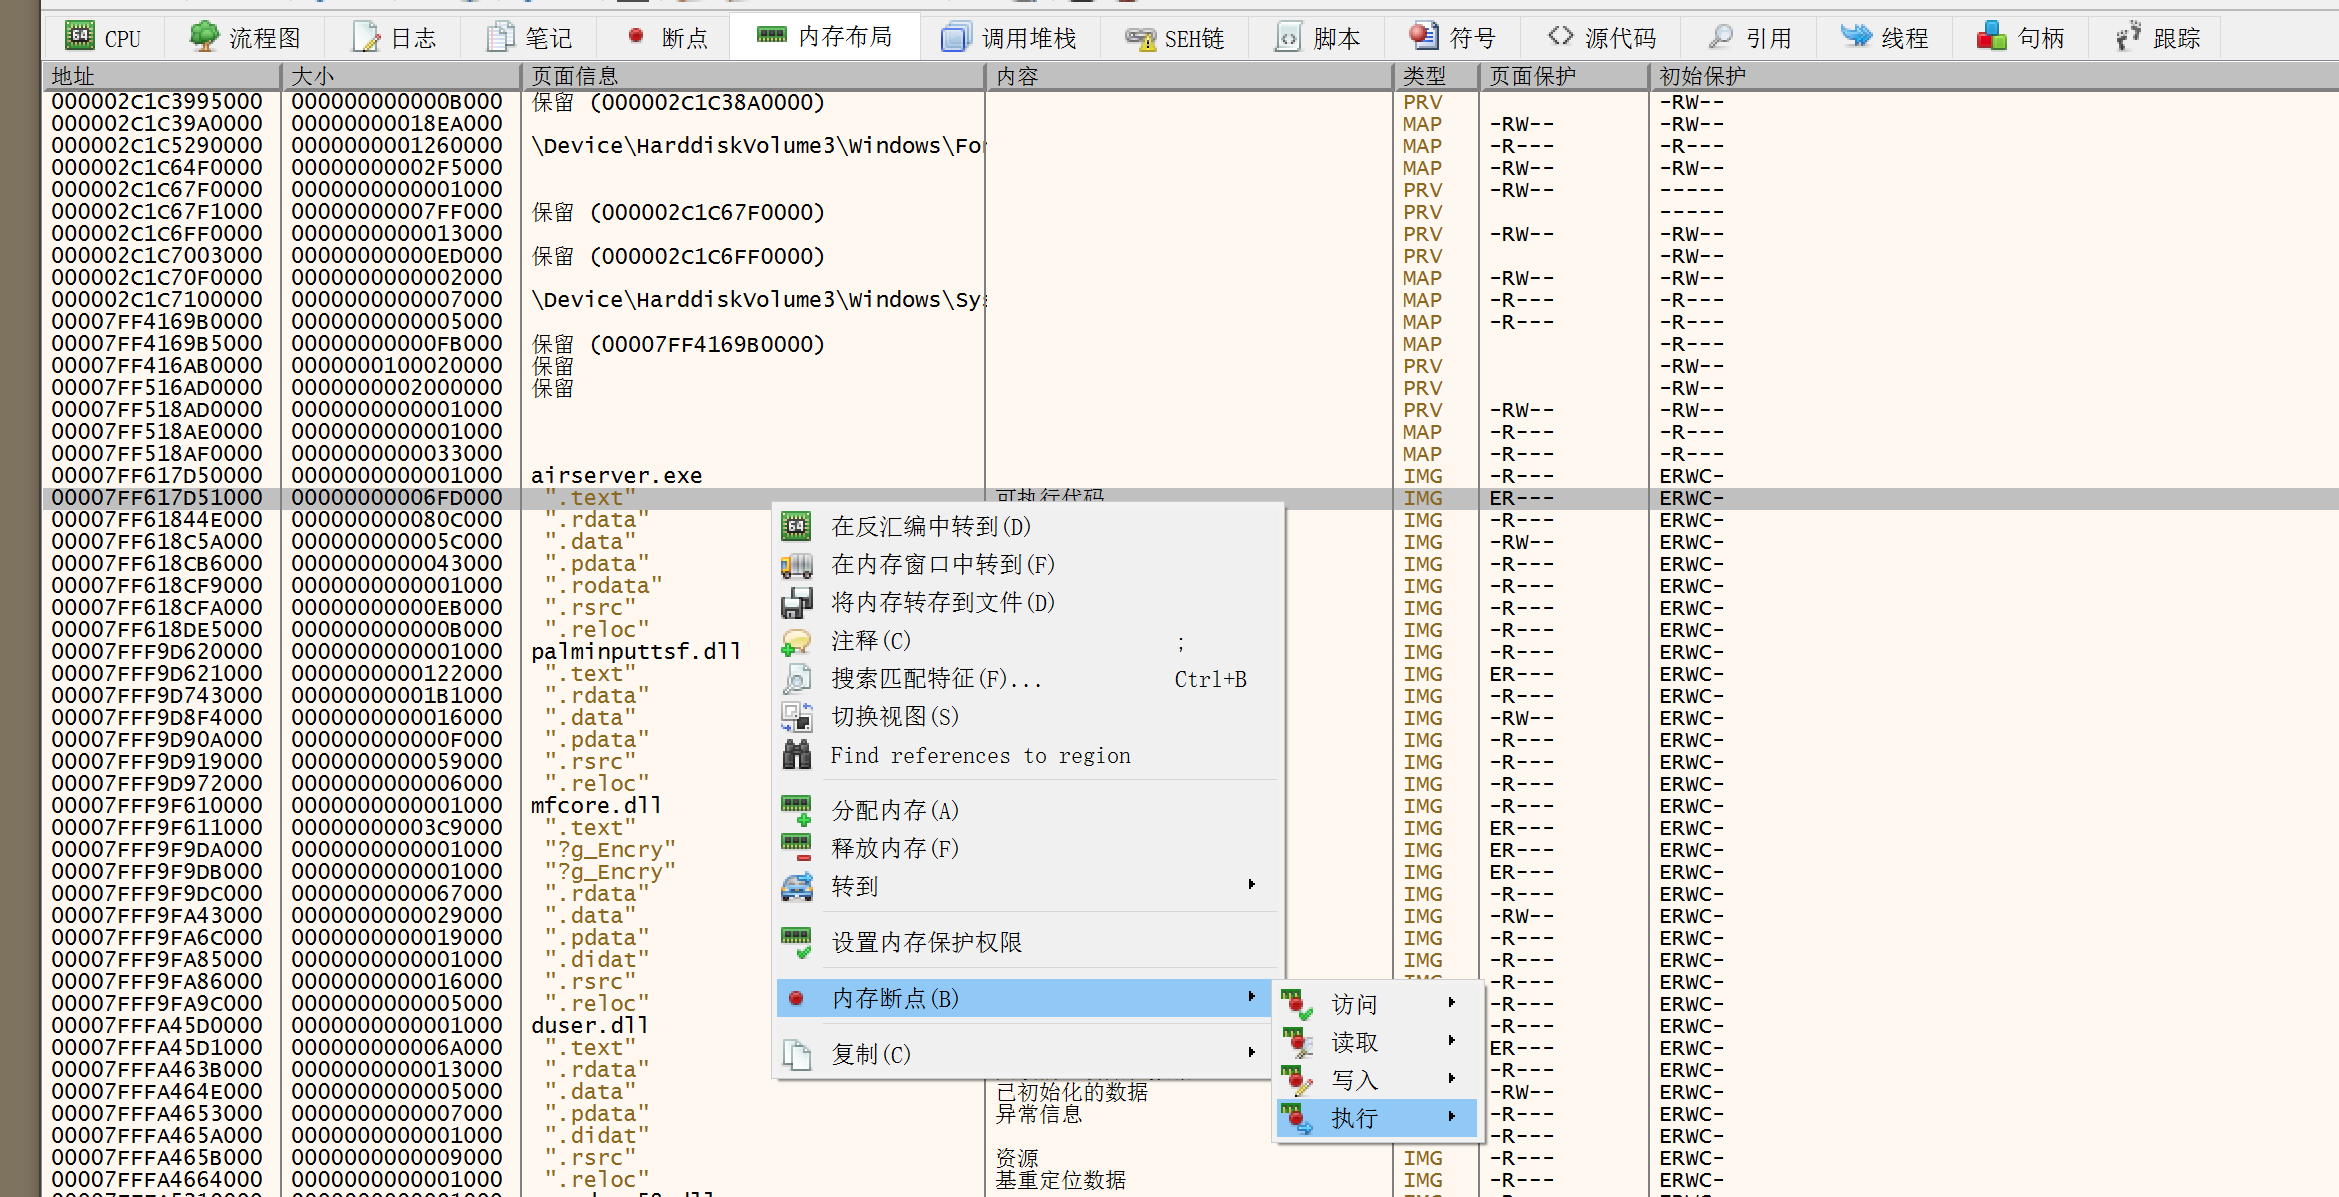 CPU 流程图 日志 笔记 断点 内存布局 调用堆栈 SEH链 脚本 符号 源代码 引用 线程 句柄 跟踪
地址 大小 页面信息 内容 类型 页面保护 初始保护
000002C1C3995000 000000000000B000 保留 (000002C1C38A0000) PRV -RW--
000002C1C39A0000 00000000018EA000 MAP -RW-- -RW--
000002C1C5290000 0000000001260000 \Device\HarddiskVolume3\Windows\For MAP -R--- -R---
000002C1C64F0000 00000000002F5000 MAP -RW-- -RW--
000002C1C67F0000 0000000000001000 PRV -RW-- -----
000002C1C67F1000 00000000007FF000 保留 (000002C1C67F0000) PRV -----
000002C1C6FF0000 0000000000013000 PRV -RW-- -RW--
000002C1C7003000 00000000000ED000 保留 (000002C1C6FF0000) PRV -RW--
000002C1C70F0000 0000000000002000 MAP -RW-- -RW--
000002C1C7100000 0000000000007000 \Device\HarddiskVolume3\Windows\Sys MAP -R--- -R---
00007FF4169B0000 0000000000005000 MAP -R--- -R---
00007FF4169B5000 00000000000FB000 保留 (00007FF4169B0000) MAP -R---
00007FF416AB0000 0000000100020000 保留 PRV -RW--
00007FF516AD0000 0000000002000000 保留 PRV -RW--
00007FF518AD0000 0000000000001000 PRV -RW-- -RW--
00007FF518AE0000 0000000000001000 MAP -R--- -R---
00007FF518AF0000 0000000000033000 MAP -R--- -R---
00007FF617D50000 0000000000001000 airserver.exe IMG -R--- ERWC-
00007FF617D51000 00000000006FD000 ".text" 可执行代码 IMG ER--- ERWC-
00007FF61844E000 000000000080C000 ".rdata" IMG -R--- ERWC-
00007FF618C5A000 000000000005C000 ".data" IMG -RW-- ERWC-
00007FF618CB6000 0000000000043000 ".pdata" IMG -R--- ERWC-
00007FF618CF9000 0000000000001000 ".rodata" IMG -R--- ERWC-
00007FF618CFA000 00000000000EB000 ".rsrc" IMG -R--- ERWC-
00007FF618DE5000 000000000000B000 ".reloc" IMG -R--- ERWC-
00007FFF9D620000 0000000000001000 palminputtsf.dll IMG -R--- ERWC-
00007FFF9D621000 0000000000122000 ".text" IMG ER--- ERWC-
00007FFF9D743000 00000000001B1000 ".rdata" IMG -R--- ERWC-
00007FFF9D8F4000 0000000000016000 ".data" IMG -RW-- ERWC-
00007FFF9D90A000 000000000000F000 ".pdata" IMG -R--- ERWC-
00007FFF9D919000 0000000000059000 ".rsrc" IMG -R--- ERWC-
00007FFF9D972000 0000000000006000 ".reloc" IMG -R--- ERWC-
00007FFF9F610000 0000000000001000 mfcore.dll IMG -R--- ERWC-
00007FFF9F611000 00000000003C9000 ".text" IMG ER--- ERWC-
00007FFF9F9DA000 0000000000001000 "?g_Encry" IMG ER--- ERWC-
00007FFF9F9DB000 0000000000001000 "?g_Encry" IMG ER--- ERWC-
00007FFF9F9DC000 0000000000067000 ".rdata" IMG -R--- ERWC-
00007FFF9FA43000 0000000000029000 ".data" IMG -RW-- ERWC-
00007FFF9FA6C000 0000000000019000 ".pdata" IMG -R--- ERWC-
00007FFF9FA85000 0000000000001000 ".didat" IMG -R--- ERWC-
00007FFF9FA86000 0000000000016000 ".rsrc" -R--- ERWC-
00007FFF9FA9C000 0000000000005000 ".reloc" -R--- ERWC-
00007FFFA45D0000 0000000000001000 duser.dll -R--- ERWC-
00007FFFA45D1000 000000000006A000 ".text" ER--- ERWC-
00007FFFA463B000 0000000000013000 ".rdata" -R--- ERWC-
00007FFFA464E000 0000000000005000 ".data" 已初始化的数据 -RW-- ERWC-
00007FFFA4653000 0000000000007000 ".pdata" 异常信息 -R--- ERWC-
00007FFFA465A000 0000000000001000 ".didat" -R--- ERWC-
00007FFFA465B000 0000000000009000 ".rsrc" 资源 IMG -R--- ERWC-
00007FFFA4664000 0000000000001000 ".reloc" 基重定位数据 IMG -R--- ERWC-
在反汇编中转到(D)
在内存窗口中转到(F)
将内存转存到文件(D)
注释(C) ;
搜索匹配特征(F)... Ctrl+B
切换视图(S)
Find references to region
分配内存(A)
释放内存(F)
转到
设置内存保护权限
内存断点(B)
复制(C)
访问
读取
写入
执行